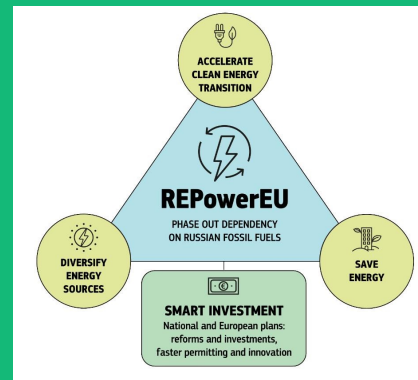 ACCELERATE
CLEAN ENERGY
TRANSITION
REPowerEU
PHASE OUT DEPENDENCY
ON RUSSIAN FOSSIL FUELS
DIVERSIFY
ENERGY
SOURCES
SAVE
ENERGY
€
SMART INVESTMENT
National and European plans:
reforms and investments,
faster permitting and innovation